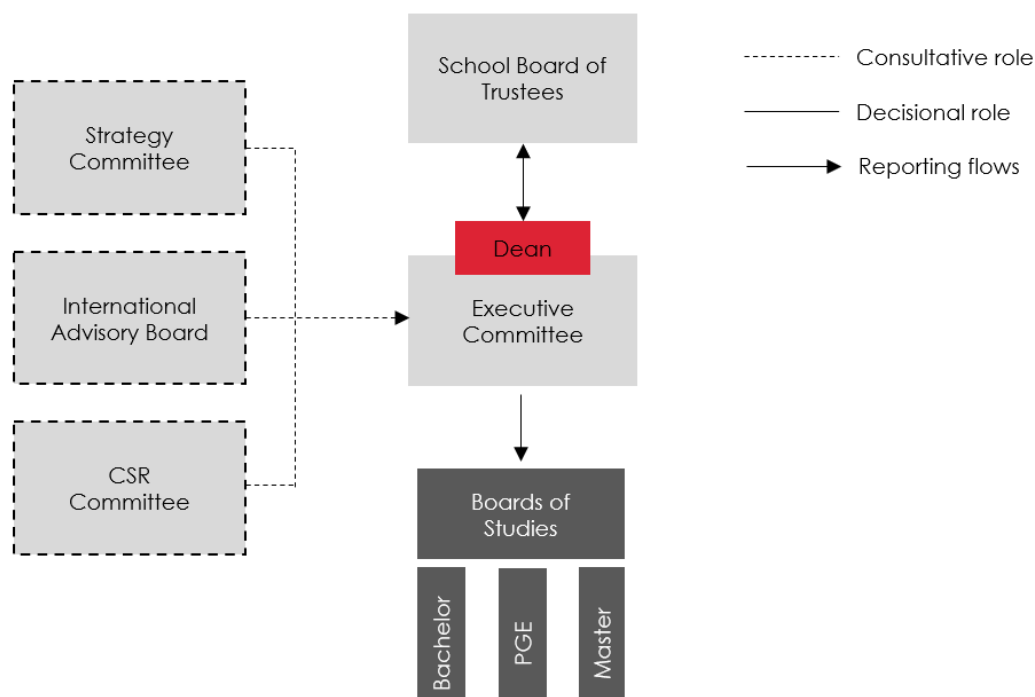 School Board of
Trustees
Consultative role
Decisional role
Reporting flows
Strategy
Committee
International
Advisory Board
CSR
Committee
Dean
Executive
Committee
Boards of
Studies
Bachelor
PGE
Master